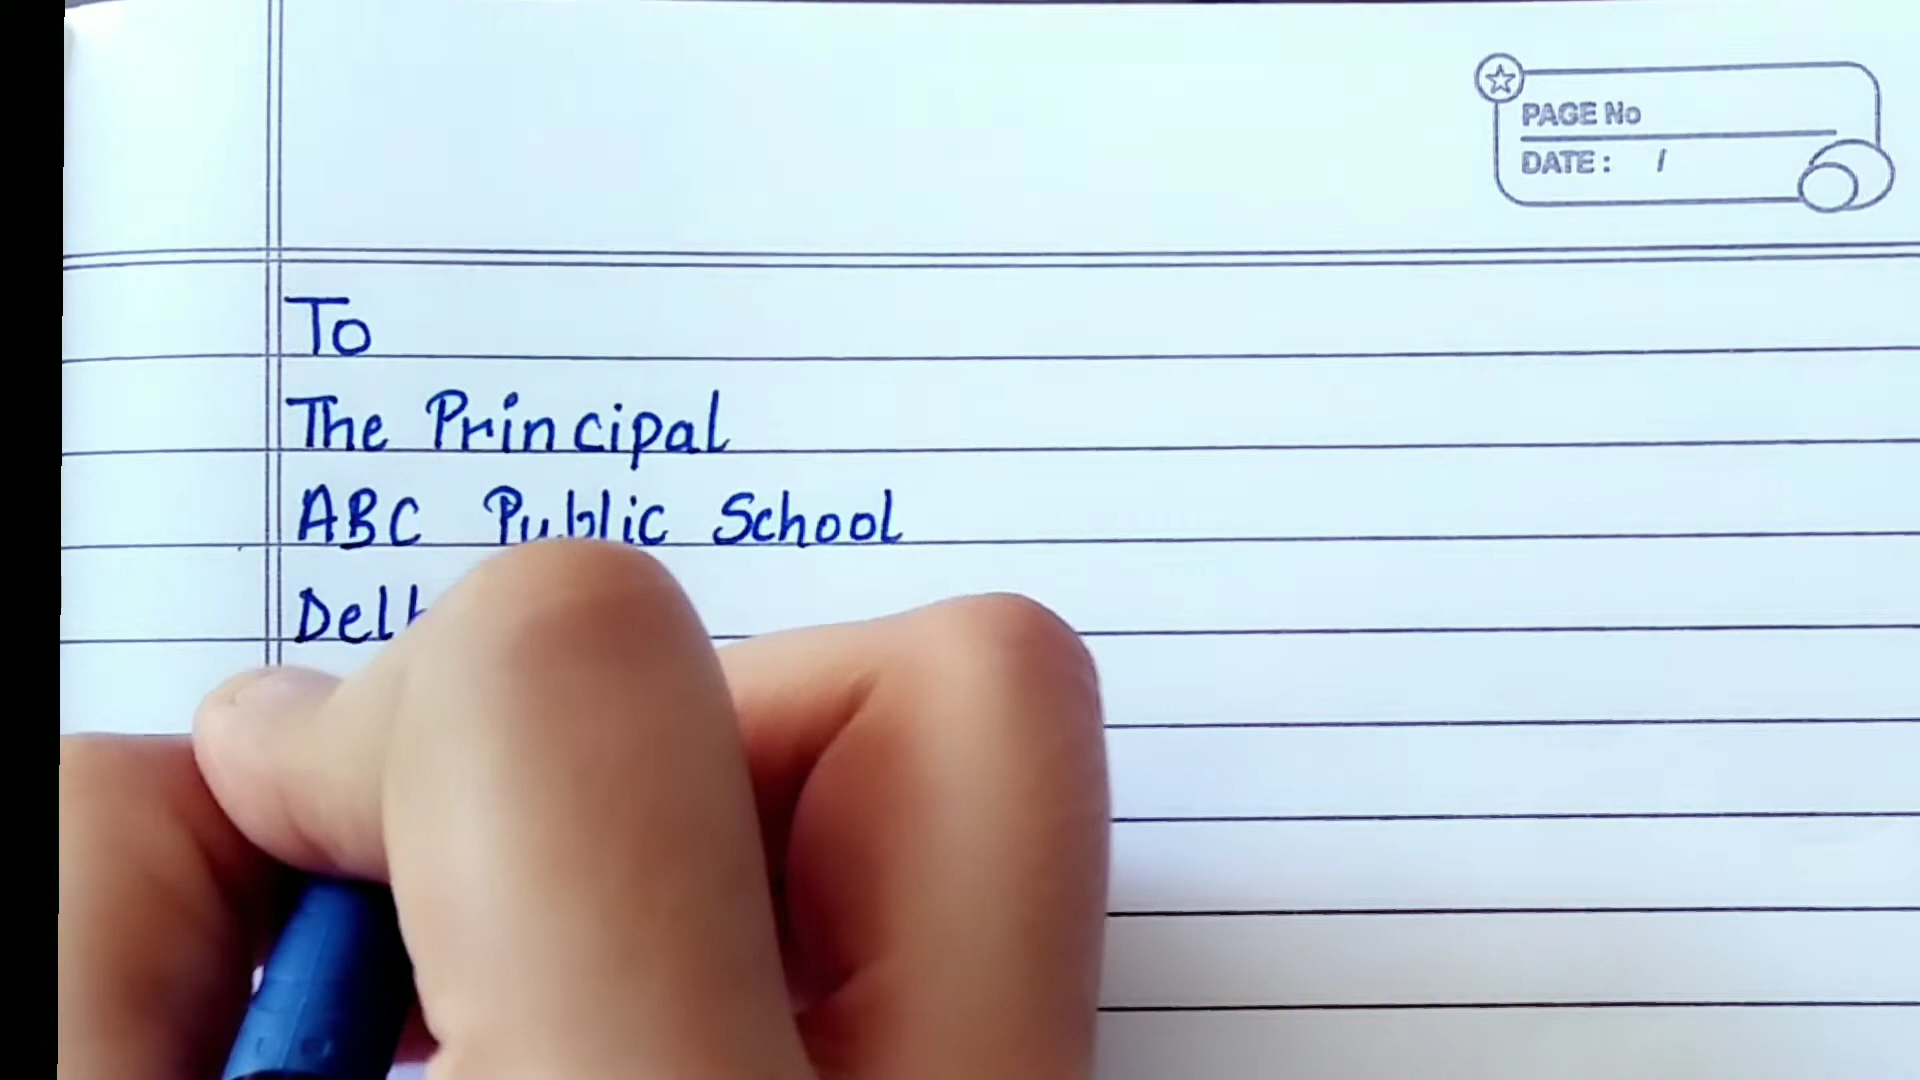 PAGE No
DATE : /
To
The Principal
ABC Public School